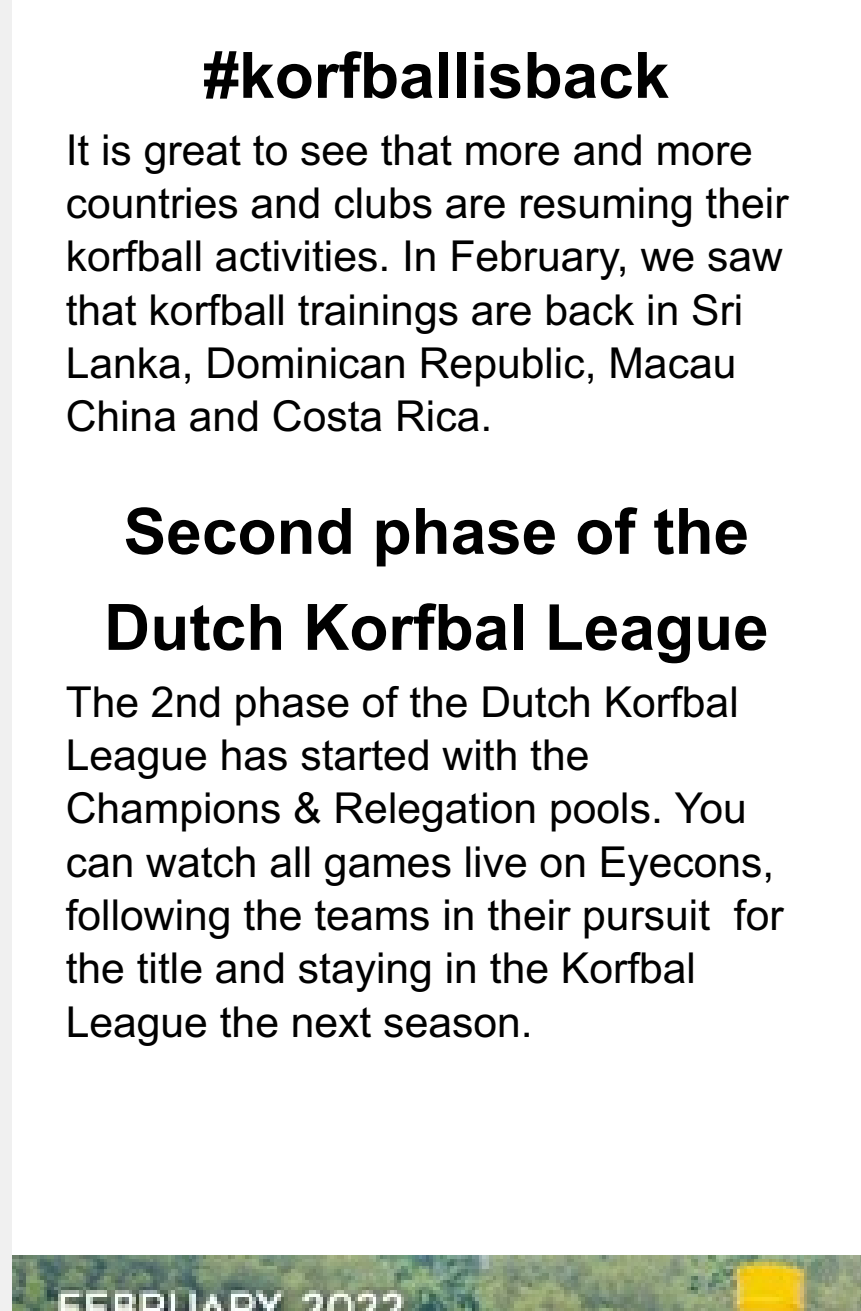 #korfballisback
It is great to see that more and more
countries and clubs are resuming their
korfball activities. In February, we saw
that korfball trainings are back in Sri
Lanka, Dominican Republic, Macau
China and Costa Rica.
Second phase of the
Dutch Korfbal League
The 2nd phase of the Dutch Korfbal
League has started with the
Champions & Relegation pools. You
can watch all games live on Eyecons,
following the teams in their pursuit  for
the title and staying in the Korfbal
League the next season.
FEBRUARY 2022